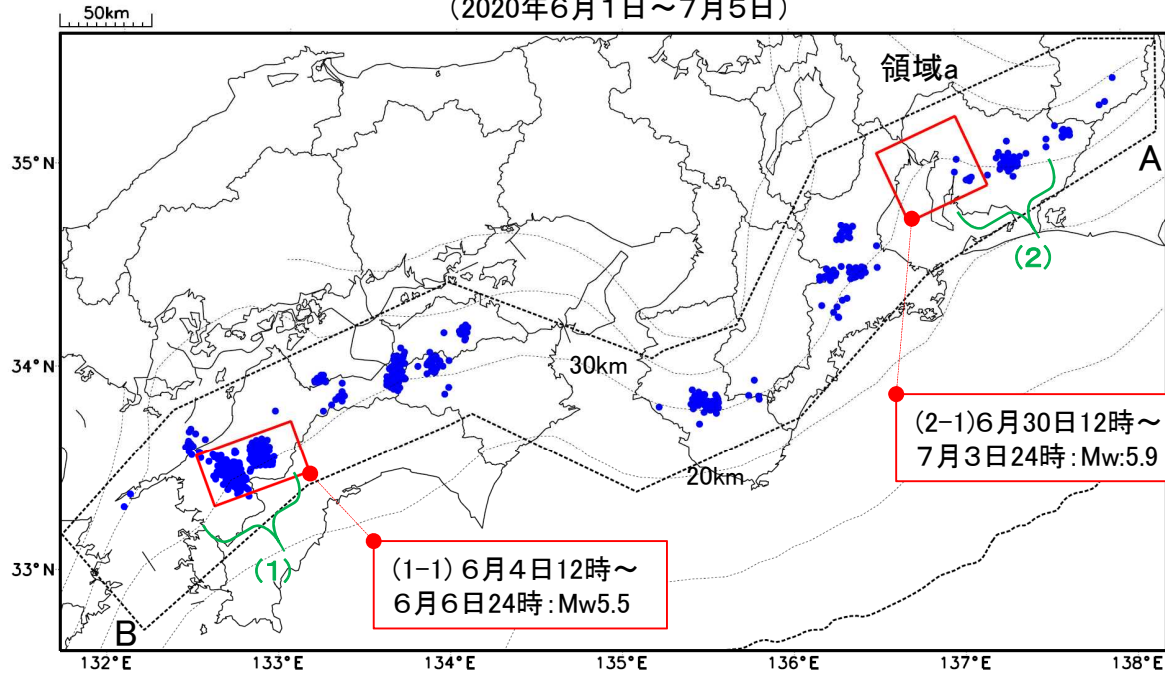 (2020年6月1日～7月5日)
50km
領域a
35°N
A
(2)
34°N
30km
(2-1)6月30日12時～
7月3日24時:Mw:5.9
20km
33°N
(1)
(1-1) 6月4日12時～
6月6日24時:Mw5.5
B
132°E
133°E
134°E
135°E
136°E
137°E
138°E